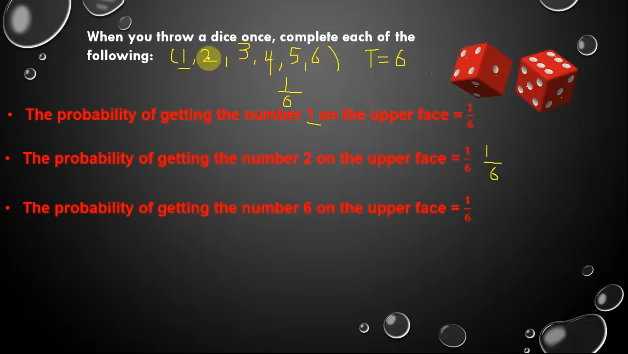 When you throw a dice once, complete each of the
following: (1, 2, 3, 4, 5, 6) T=6
1/6
• The probability of getting the number 1 on the upper face = 1/6
• The probability of getting the number 2 on the upper face = 1/6 1/6
• The probability of getting the number 6 on the upper face = 1/6